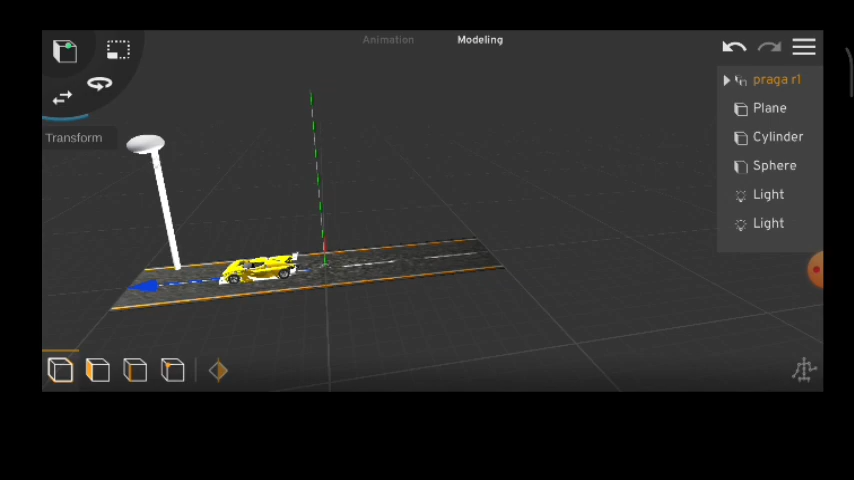 Animation
Modeling
Transform
praga r1
Plane
Cylinder
Sphere
Light
Light